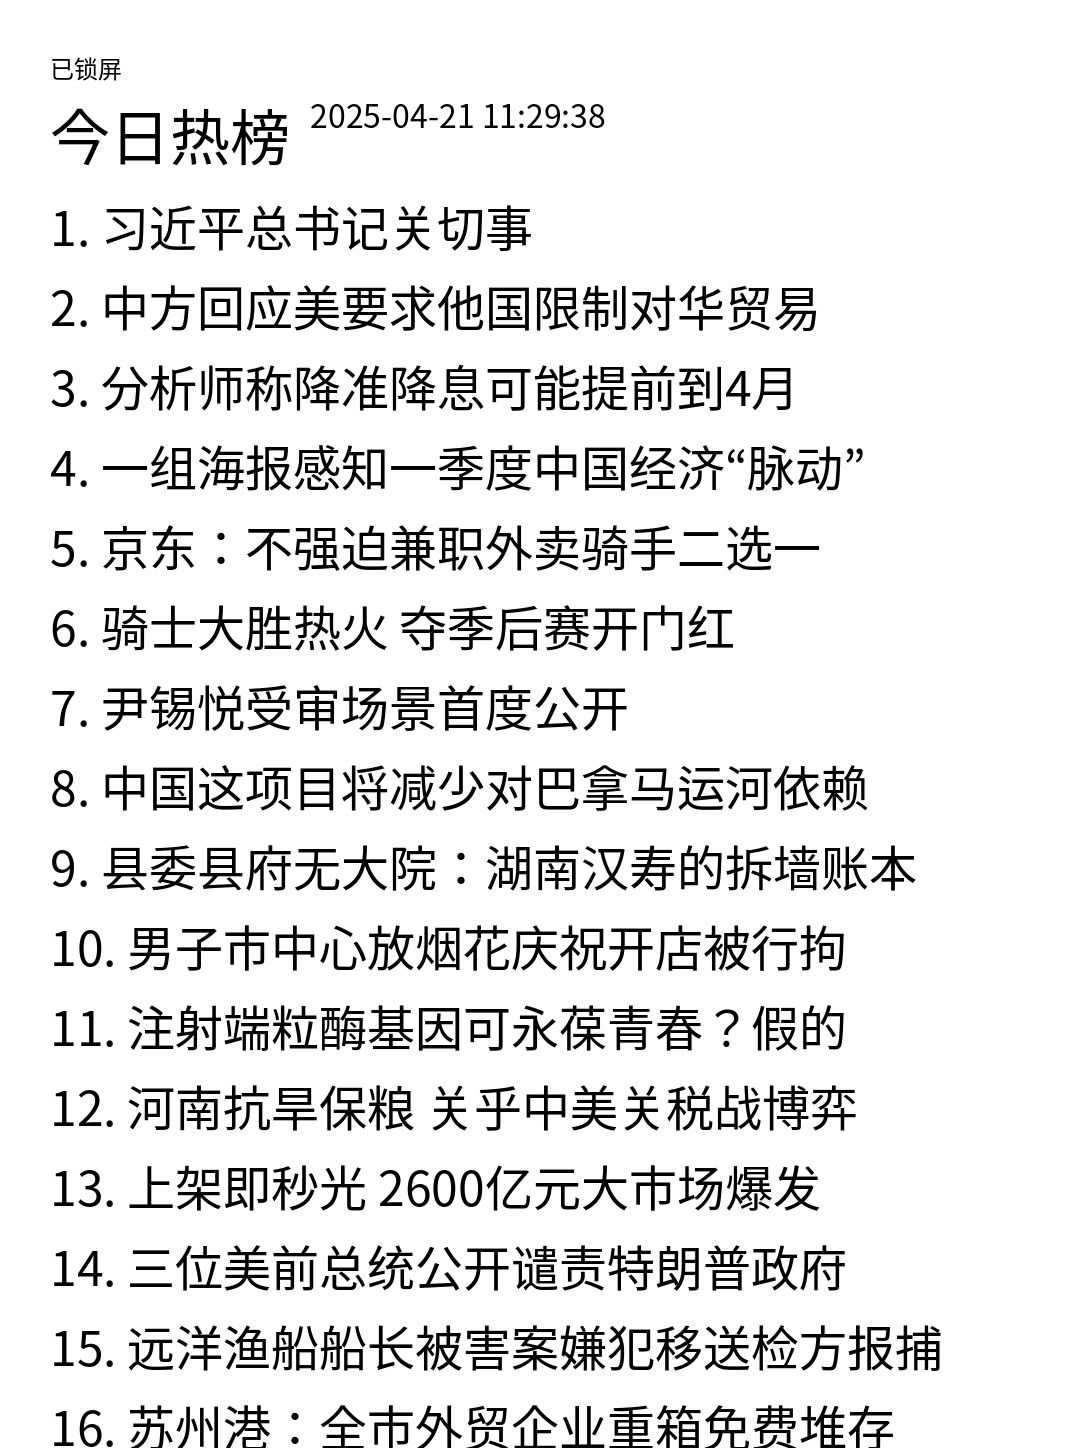 已锁屏
今日热榜 2025-04-21 11:29:38
1. 习近平总书记关切事
2. 中方回应美要求他国限制对华贸易
3. 分析师称降准降息可能提前到4月
4. 一组海报感知一季度中国经济“脉动”
5. 京东：不强迫兼职外卖骑手二选一
6. 骑士大胜热火 夺季后赛开门红
7. 尹锡悦受审场景首度公开
8. 中国这项目将减少对巴拿马运河依赖
9. 县委县府无大院：湖南汉寿的拆墙账本
10. 男子市中心放烟花庆祝开店被行拘
11. 注射端粒酶基因可永葆青春？假的
12. 河南抗旱保粮 关乎中美关税战博弈
13. 上架即秒光 2600亿元大市场爆发
14. 三位美前总统公开谴责特朗普政府
15. 远洋渔船船长被害案嫌犯移送检方报捕
16. 苏州港：全市外贸企业重箱免费堆存